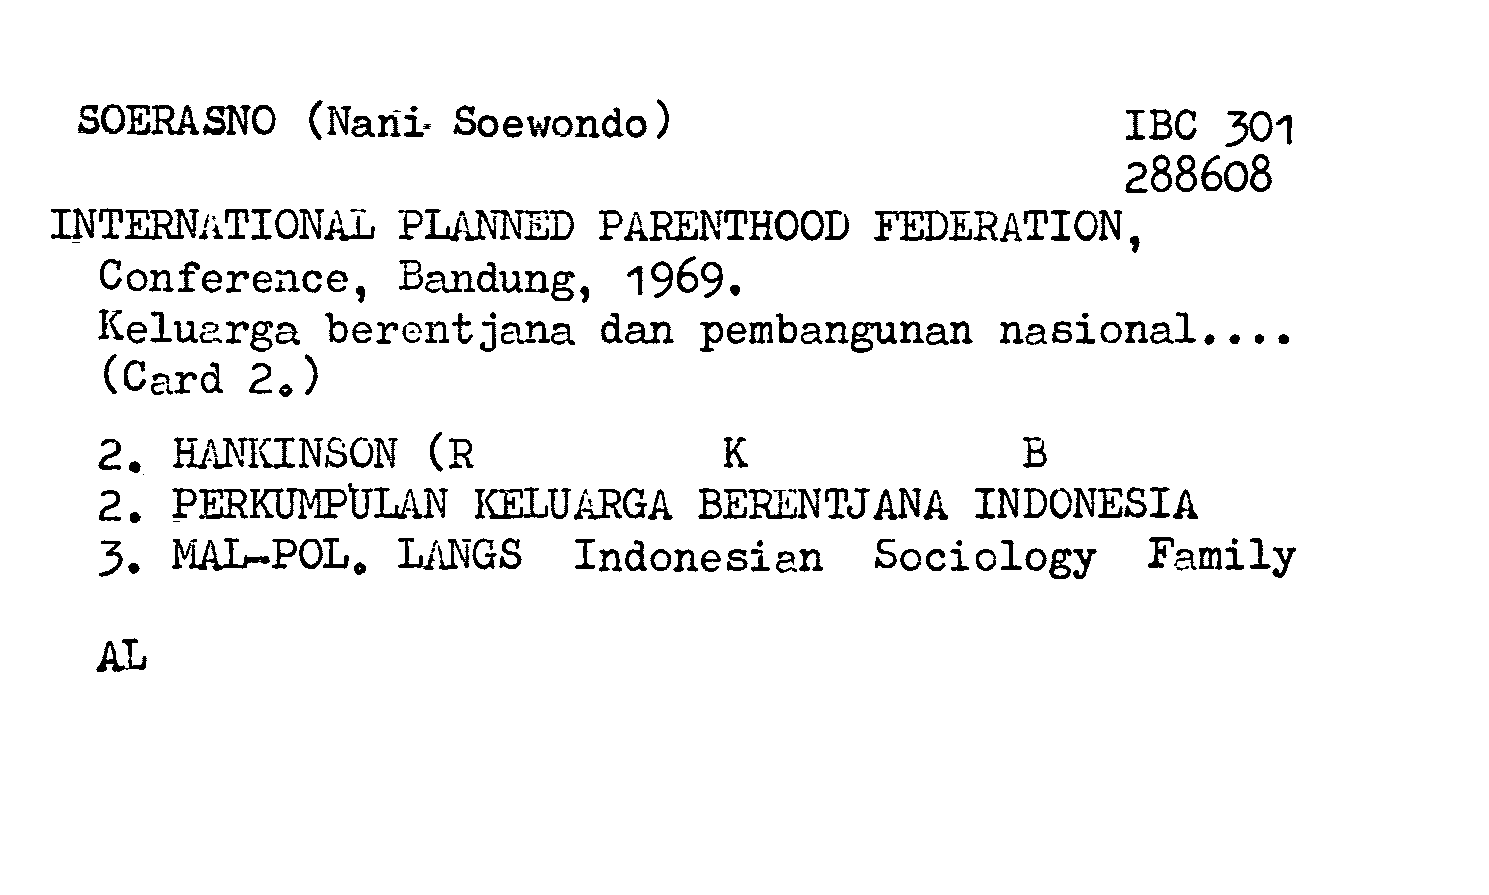 SOERASNO (Nani Soewondo) IBC 301
288608
INTERNATIONAL PLANNED PARENTHOOD FEDERATION,
Conference, Bandung, 1969.
Keluarga berentjana dan pembangunan nasional....
(Card 2.)
2. HANKINSON (R K B
2. PERKUMPULAN KELUARGA BERENTJANA INDONESIA
3. MAL-POL. LANGS Indonesian Sociology Family
AL